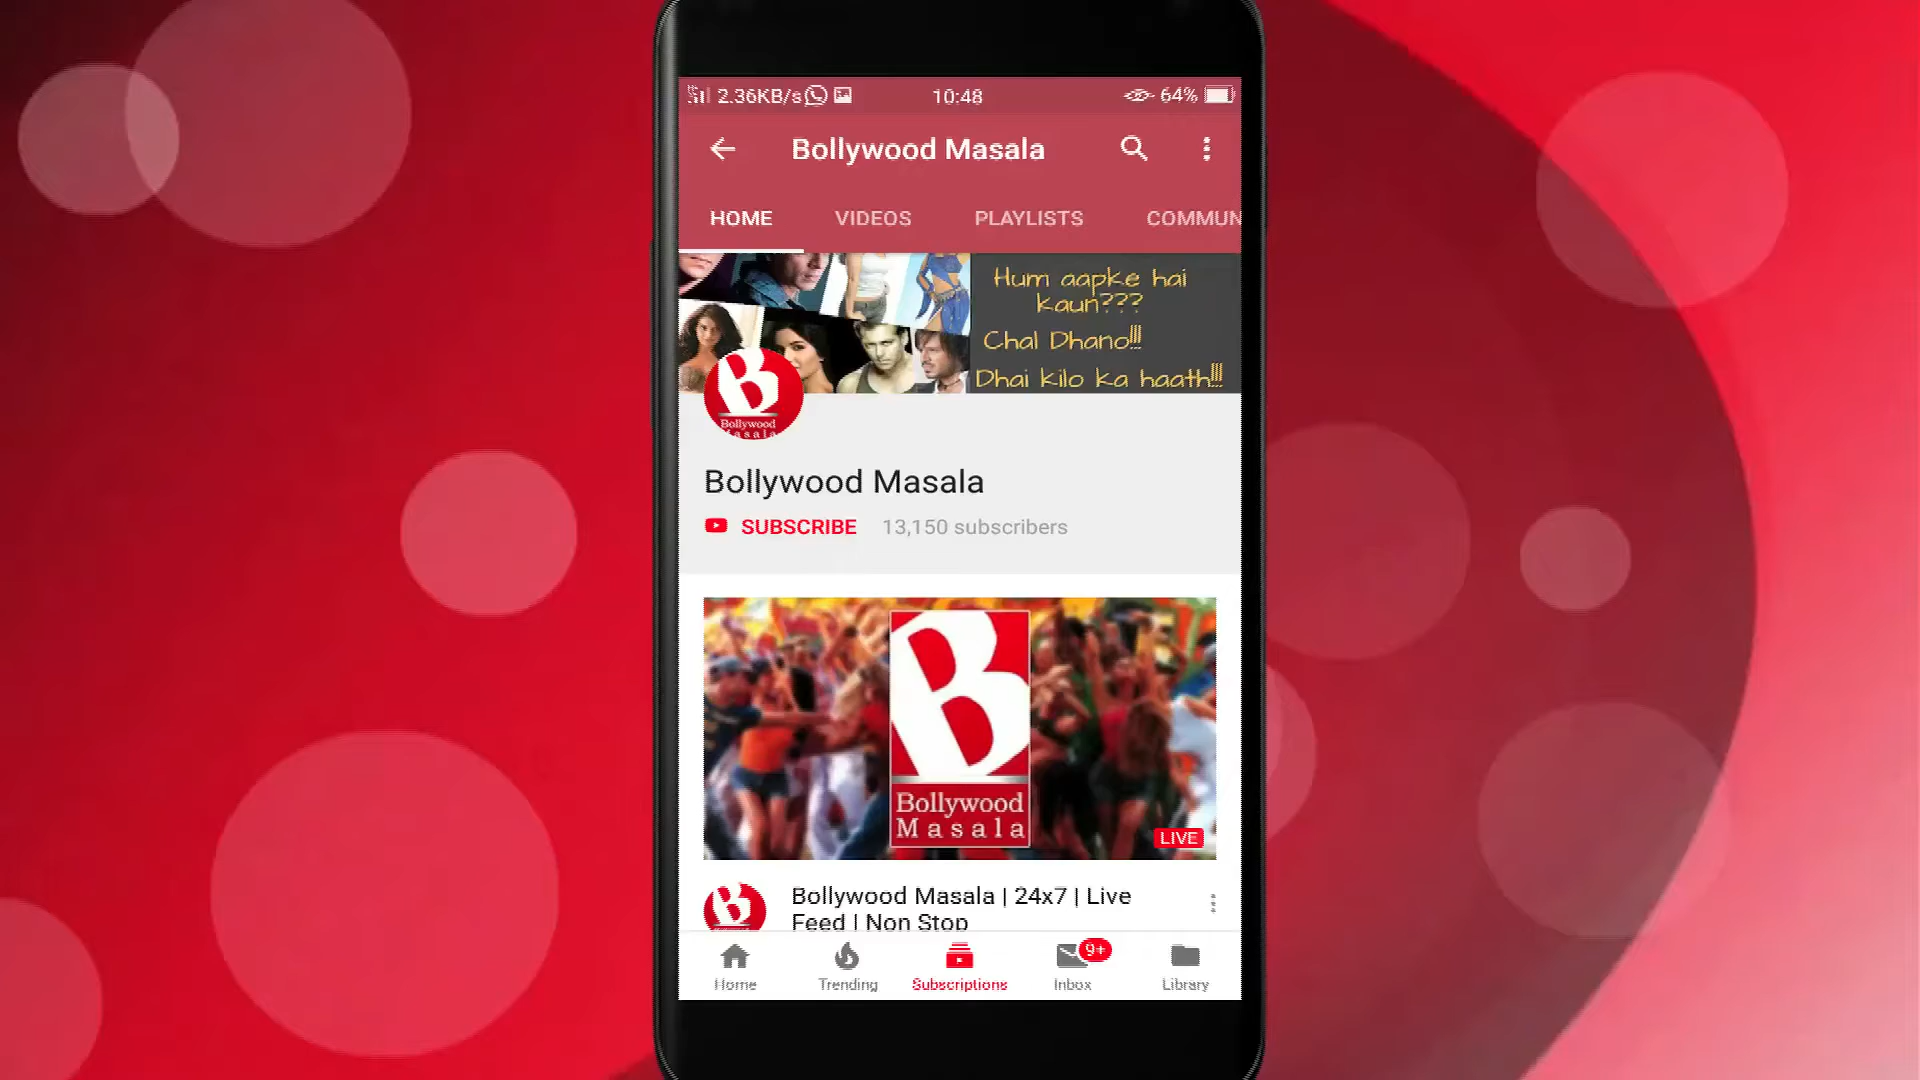 2.36KB/s 10:48 64%
Bollywood Masala
HOME VIDEOS PLAYLISTS COMMUN
Hum aapke hai
kaun???
Chal Dhano!!!
Dhai kilo ka haath!!!
Bollywood
Masala
Bollywood Masala
SUBSCRIBE 13,150 subscribers
Bollywood
Masala
LIVE
Bollywood Masala | 24x7 | Live
Feed | Non Stop
9+
Home Trending Subscriptions Inbox Library